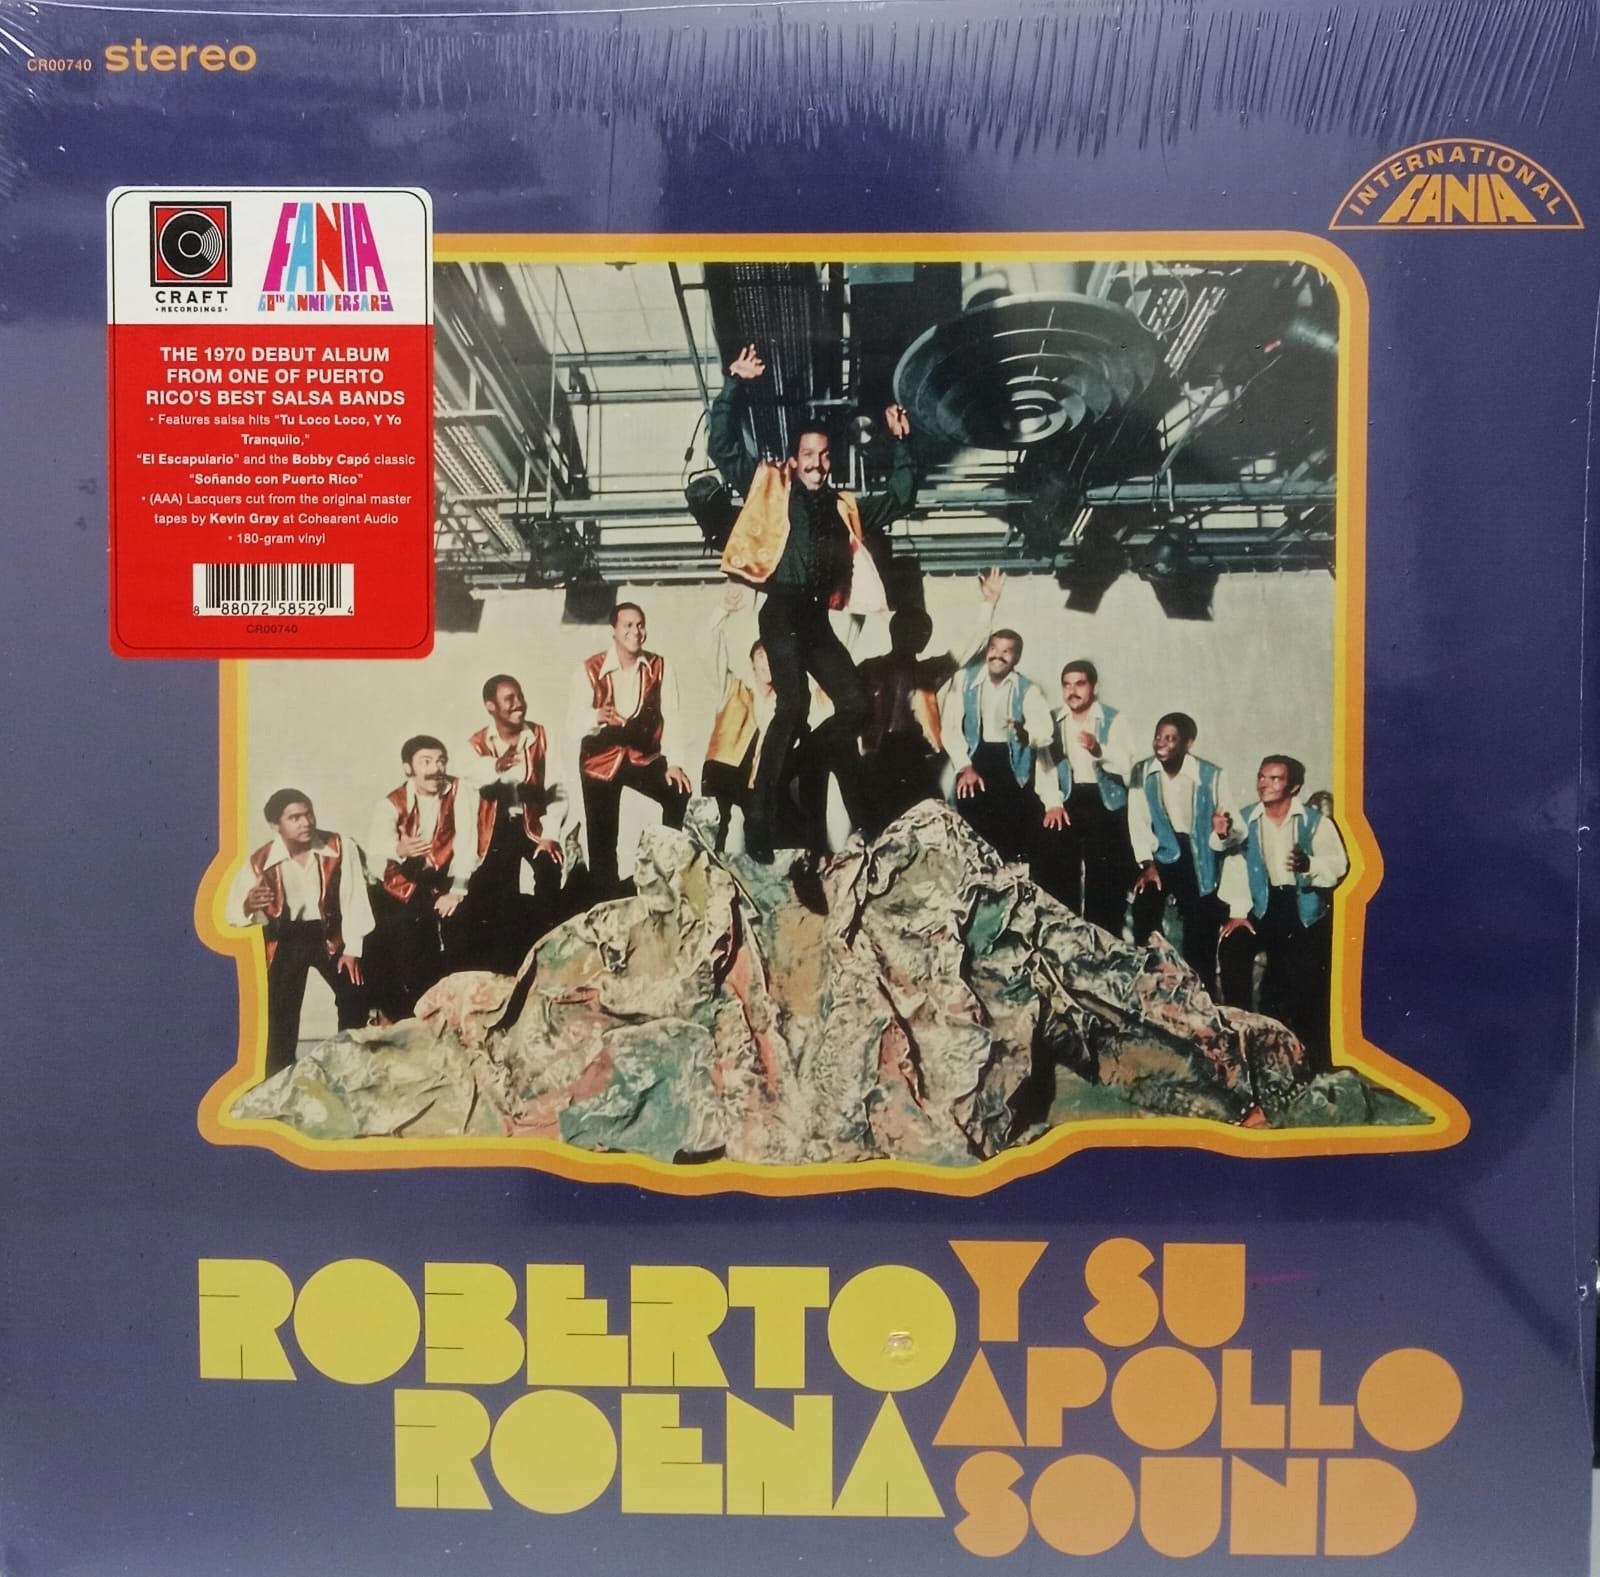 CR00740 stereo
INTERNATIONAL
FANIA
CRAFT
• RECORDINGS •
FANIA
60TH ANNIVERSARY
THE 1970 DEBUT ALBUM
FROM ONE OF PUERTO
RICO'S BEST SALSA BANDS
• Features salsa hits "Tu Loco Loco, Y Yo
Tranquilo,"
"El Escapulario" and the Bobby Capó classic
"Soñando con Puerto Rico"
• (AAA) Lacquers cut from the original master
tapes by Kevin Gray at Cohearent Audio
• 180-gram vinyl
8 88072 58529 4
CR00740
ROBERTO
ROENA
Y SU
APOLLO
SOUND